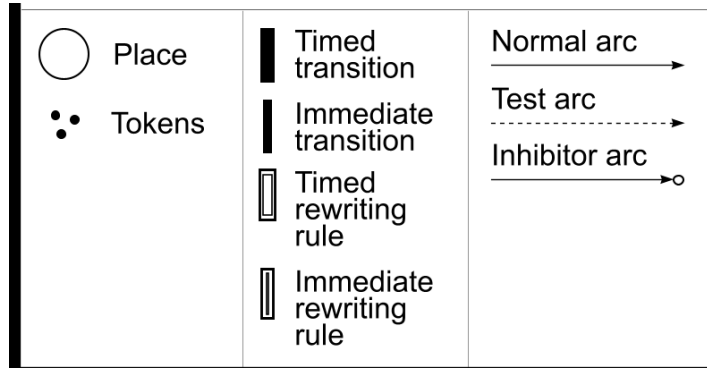 Place
Tokens
Timed
transition
Immediate
transition
Timed
rewriting
rule
Immediate
rewriting
rule
Normal arc
Test arc
Inhibitor arc